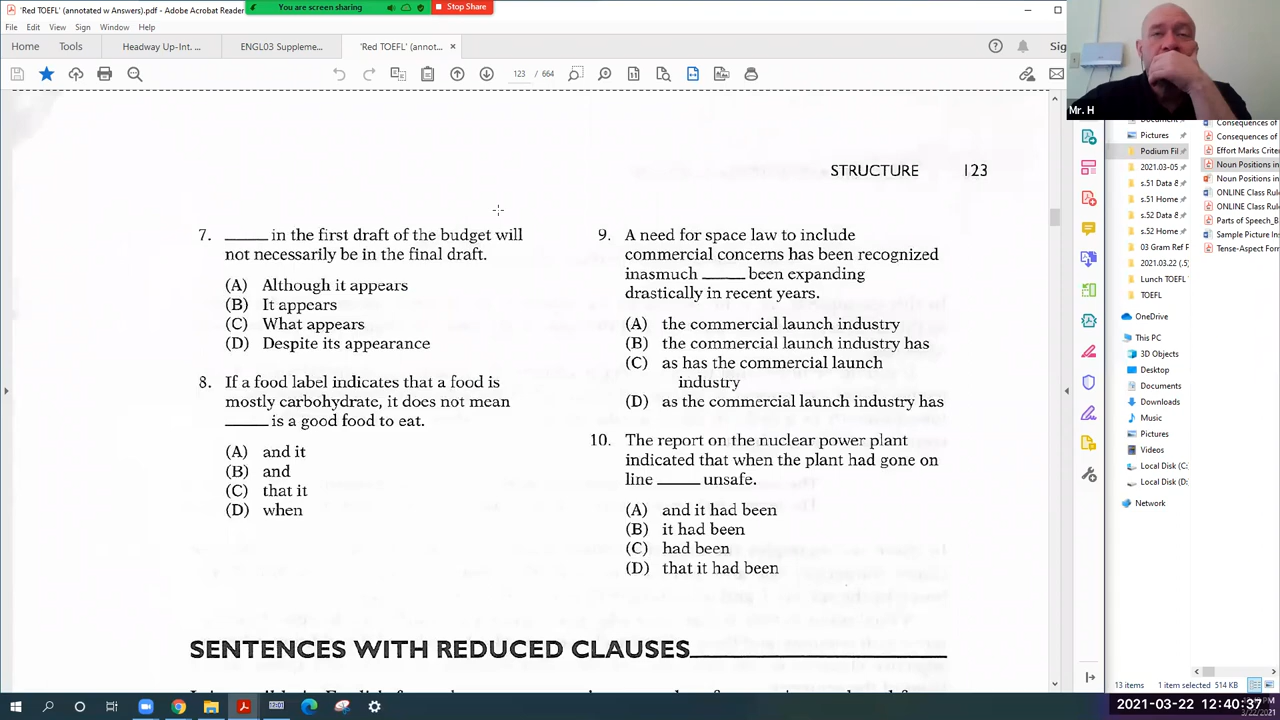 'Red TOEFL' (annotated w Answers).pdf - Adobe Acrobat Reader
You are screen sharing
Stop Share
File Edit View Sign Window Help
Home Tools Headway Up-Int. ... ENGL03 Suppleme... 'Red TOEFL' (annot... ×
Sig
123 / 664
Mr. H
STRUCTURE 123
7. _____ in the first draft of the budget will
not necessarily be in the final draft.
(A) Although it appears
(B) It appears
(C) What appears
(D) Despite its appearance
8. If a food label indicates that a food is
mostly carbohydrate, it does not mean
_____ is a good food to eat.
(A) and it
(B) and
(C) that it
(D) when
9. A need for space law to include
commercial concerns has been recognized
inasmuch _____ been expanding
drastically in recent years.
(A) the commercial launch industry
(B) the commercial launch industry has
(C) as has the commercial launch
industry
(D) as the commercial launch industry has
10. The report on the nuclear power plant
indicated that when the plant had gone on
line _____ unsafe.
(A) and it had been
(B) it had been
(C) had been
(D) that it had been
SENTENCES WITH REDUCED CLAUSES
Pictures
Podium Fil
2021.03-05
s.51 Data &
s.51 Home
s.52 Data &
s.52 Home
03 Gram Ref F
2021.03.22 (.5)
Lunch TOEFL
TOEFL
OneDrive
This PC
3D Objects
Desktop
Documents
Downloads
Music
Pictures
Videos
Local Disk (C:
Local Disk (D:
Network
Consequences of
Consequences of
Effort Marks Crite
Noun Positions in
Noun Positions in
ONLINE Class Rule
ONLINE Class Rule
Parts of Speech_B
Sample Picture Ins
Tense-Aspect For
13 items 1 item selected 514 KB
12:01
2021-03-22 12:40:37